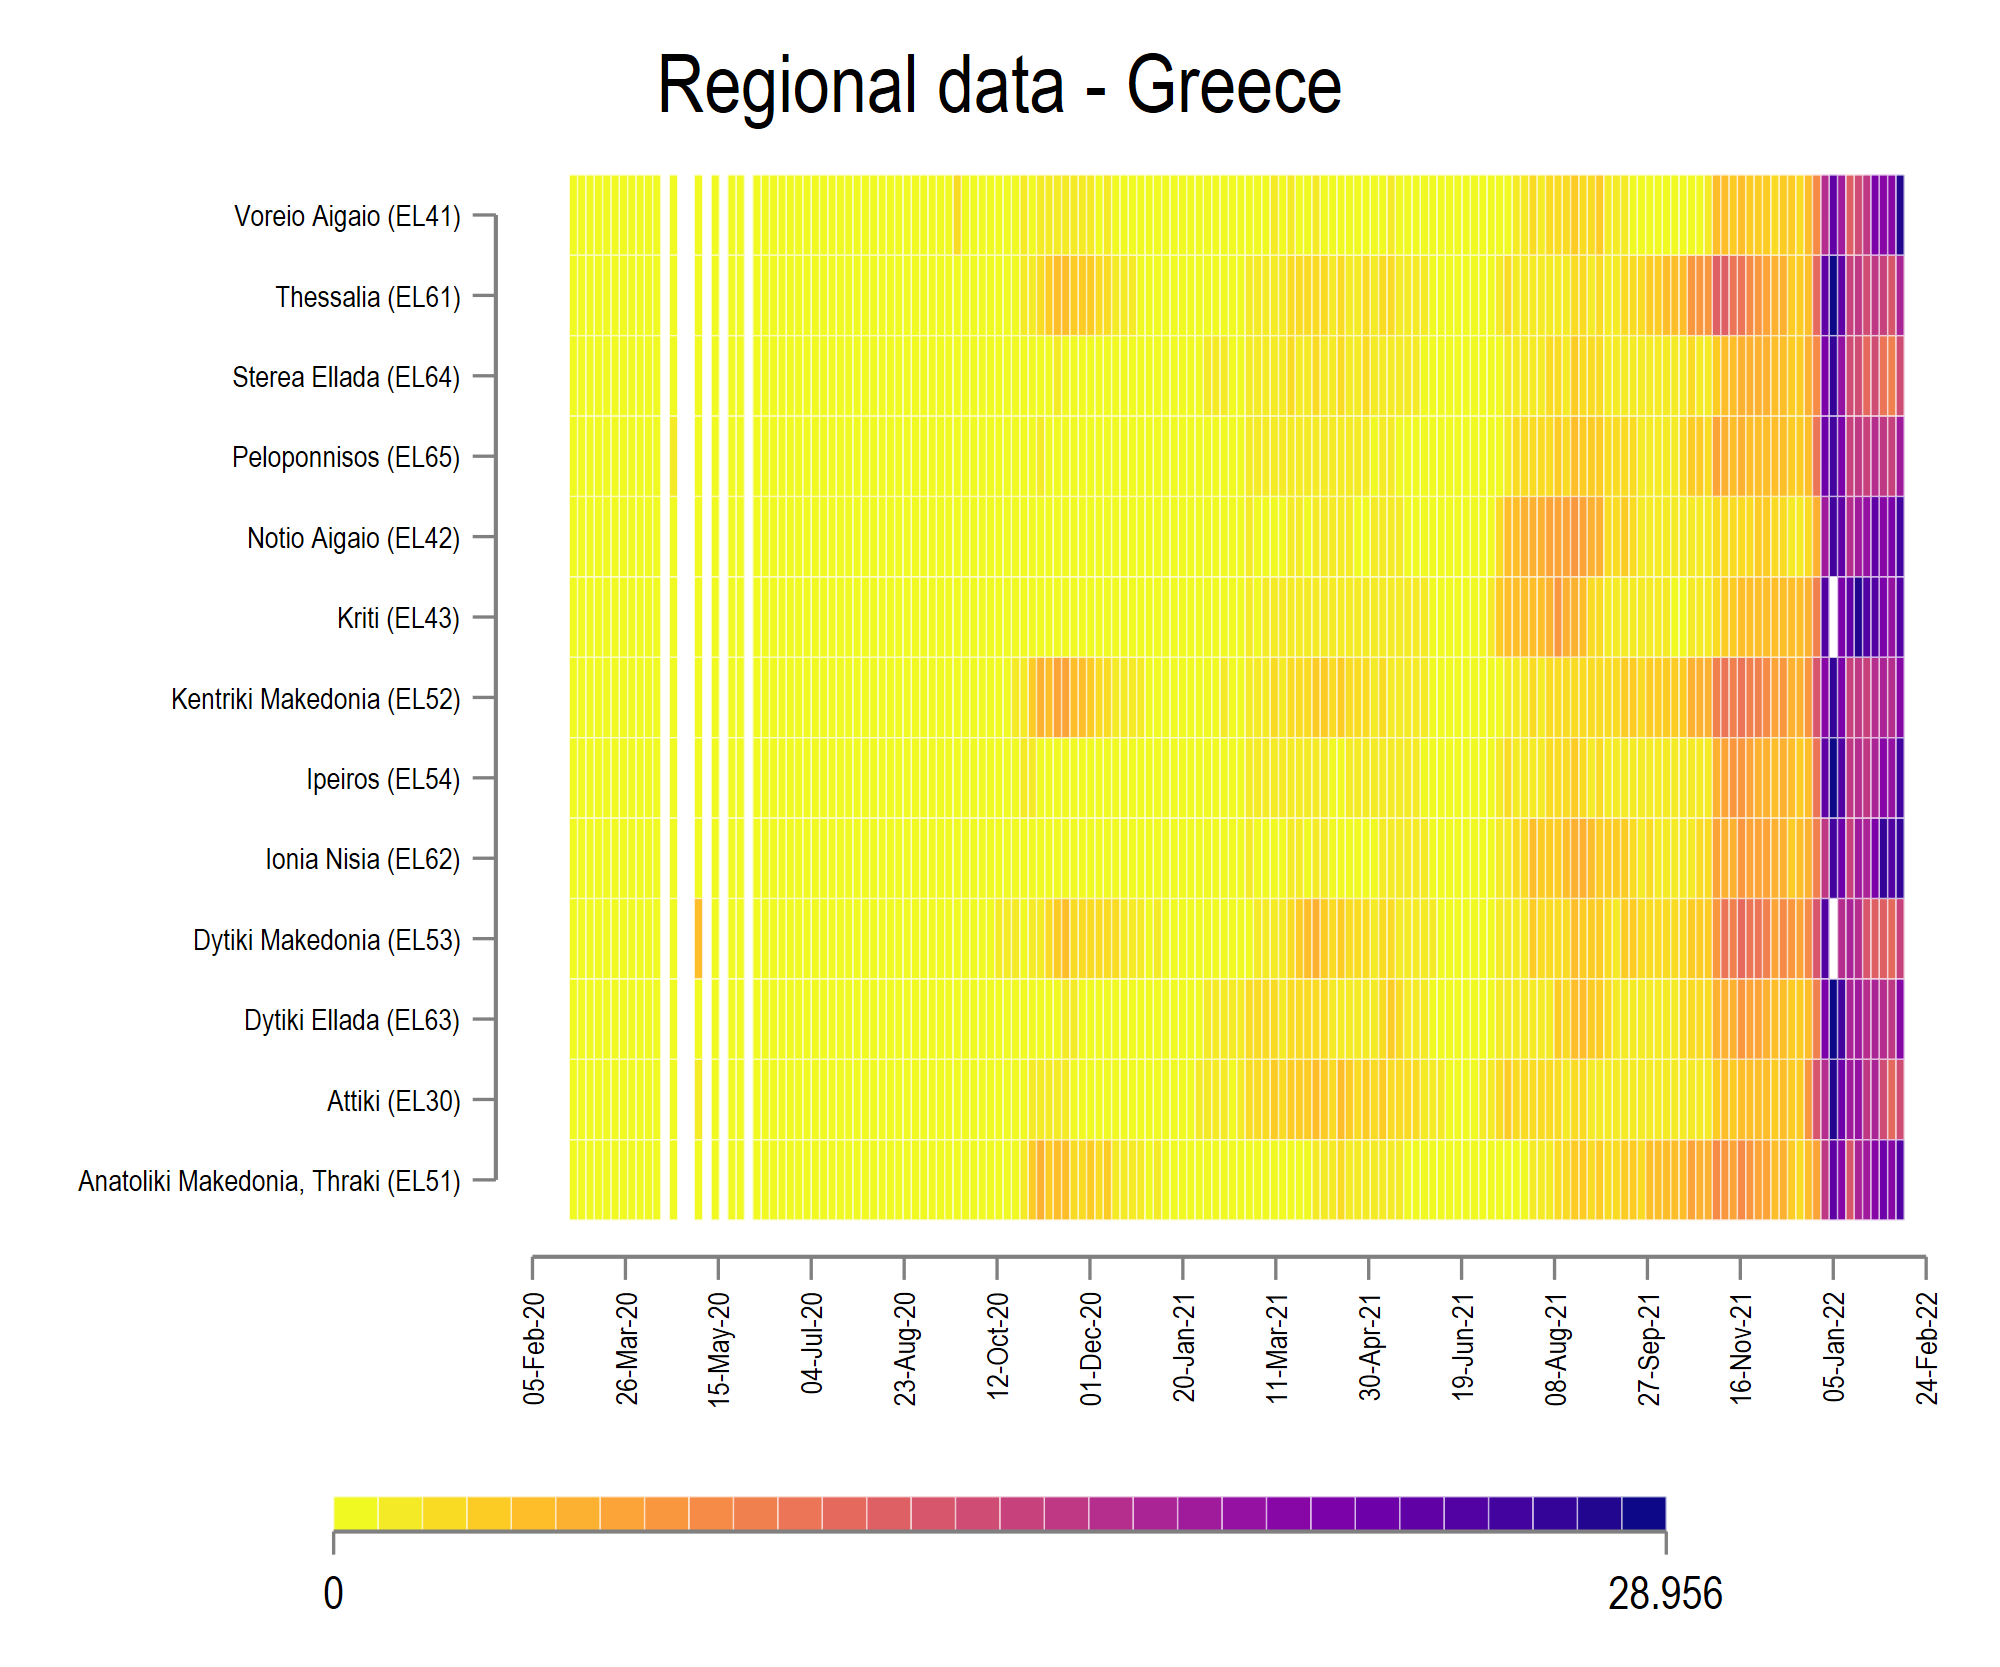 Regional data - Greece
Voreio Aigaio (EL41)
Thessalia (EL61)
Sterea Ellada (EL64)
Peloponnisos (EL65)
Notio Aigaio (EL42)
Kriti (EL43)
Kentriki Makedonia (EL52)
Ipeiros (EL54)
Ionia Nisia (EL62)
Dytiki Makedonia (EL53)
Dytiki Ellada (EL63)
Attiki (EL30)
Anatoliki Makedonia, Thraki (EL51)
05-Feb-20
26-Mar-20
15-May-20
04-Jul-20
23-Aug-20
12-Oct-20
01-Dec-20
20-Jan-21
11-Mar-21
30-Apr-21
19-Jun-21
08-Aug-21
27-Sep-21
16-Nov-21
05-Jan-22
24-Feb-22
0
28.956